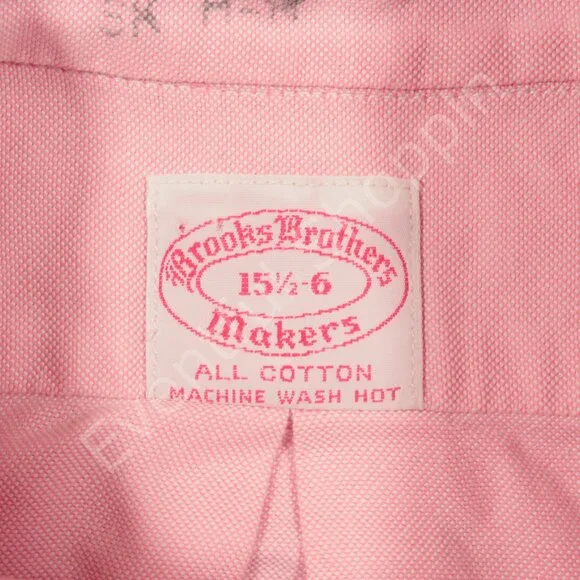 Brooks Brothers
15½-6
Makers
ALL COTTON
MACHINE WASH HOT